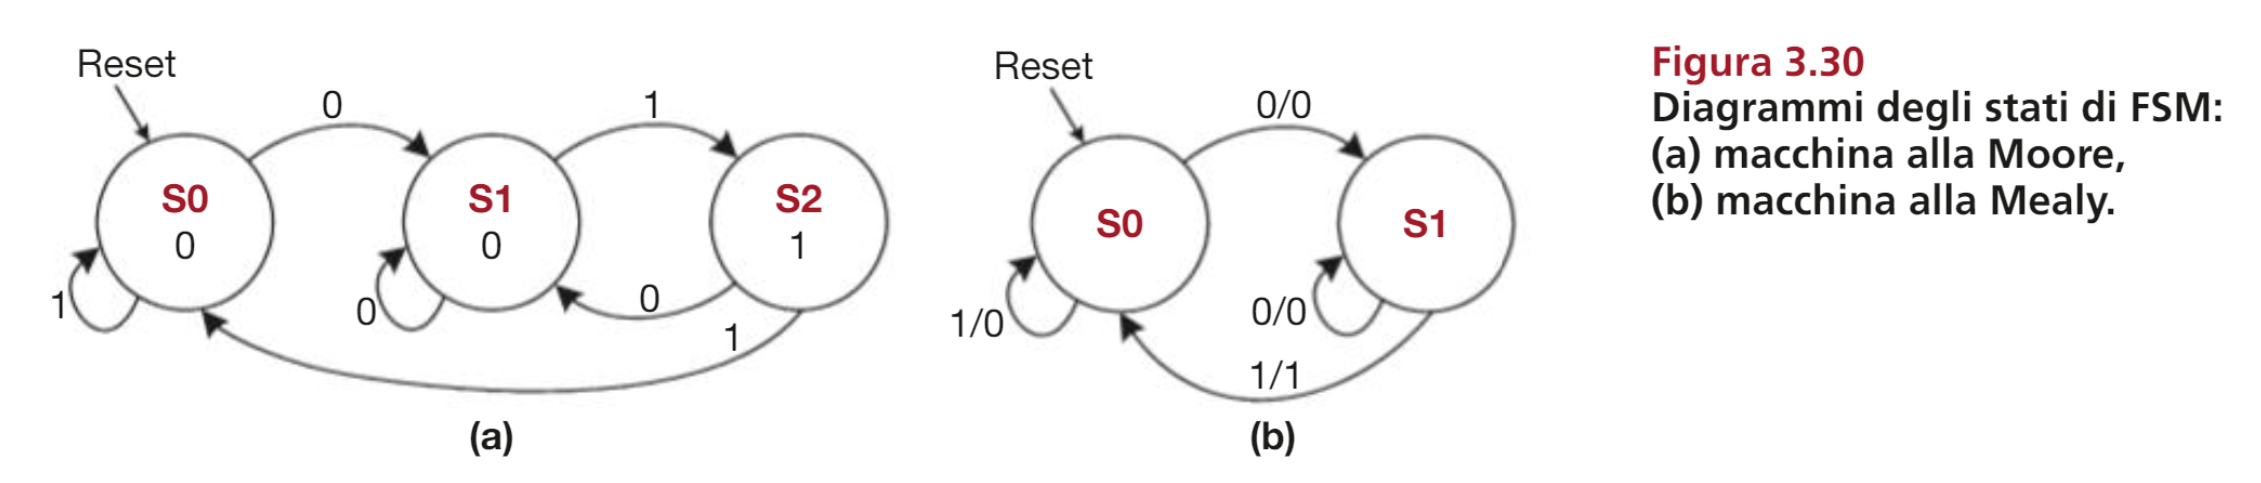 Reset
0
1
S0
0
S1
0
S2
1
1
0
0
1
(a)
Reset
0/0
S0
S1
1/0
0/0
1/1
(b)
Figura 3.30
Diagrammi degli stati di FSM:
(a) macchina alla Moore,
(b) macchina alla Mealy.